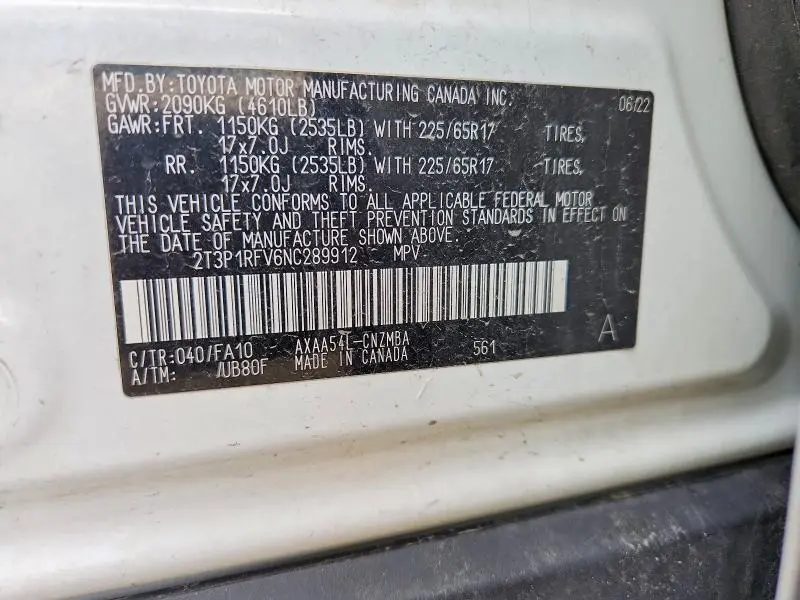 MFD.BY:TOYOTA MOTOR MANUFACTURING CANADA INC. 06/22
GVWR:2090KG (4610LB)
GAWR:FRT. 1150KG (2535LB) WITH 225/65R17 TIRES,
17x7.0J RIMS.
RR. 1150KG (2535LB) WITH 225/65R17 TIRES,
17x7.0J RIMS.
THIS VEHICLE CONFORMS TO ALL APPLICABLE FEDERAL MOTOR
VEHICLE SAFETY AND THEFT PREVENTION STANDARDS IN EFFECT ON
THE DATE OF MANUFACTURE SHOWN ABOVE.
2T3P1RFV6NC289912 MPV
C/TR:040/FA10 AXAA54L-CNZMBA 561 A
A/TM: /UB80F MADE IN CANADA